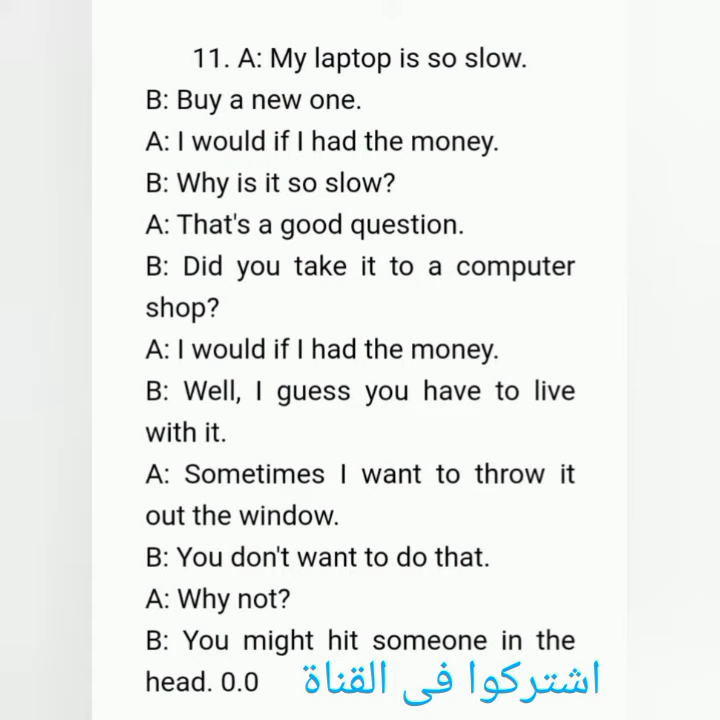 11. A: My laptop is so slow.
B: Buy a new one.
A: I would if I had the money.
B: Why is it so slow?
A: That's a good question.
B: Did you take it to a computer
shop?
A: I would if I had the money.
B: Well, I guess you have to live
with it.
A: Sometimes I want to throw it
out the window.
B: You don't want to do that.
A: Why not?
B: You might hit someone in the
head. 0.0
اشتركوا فى القناة